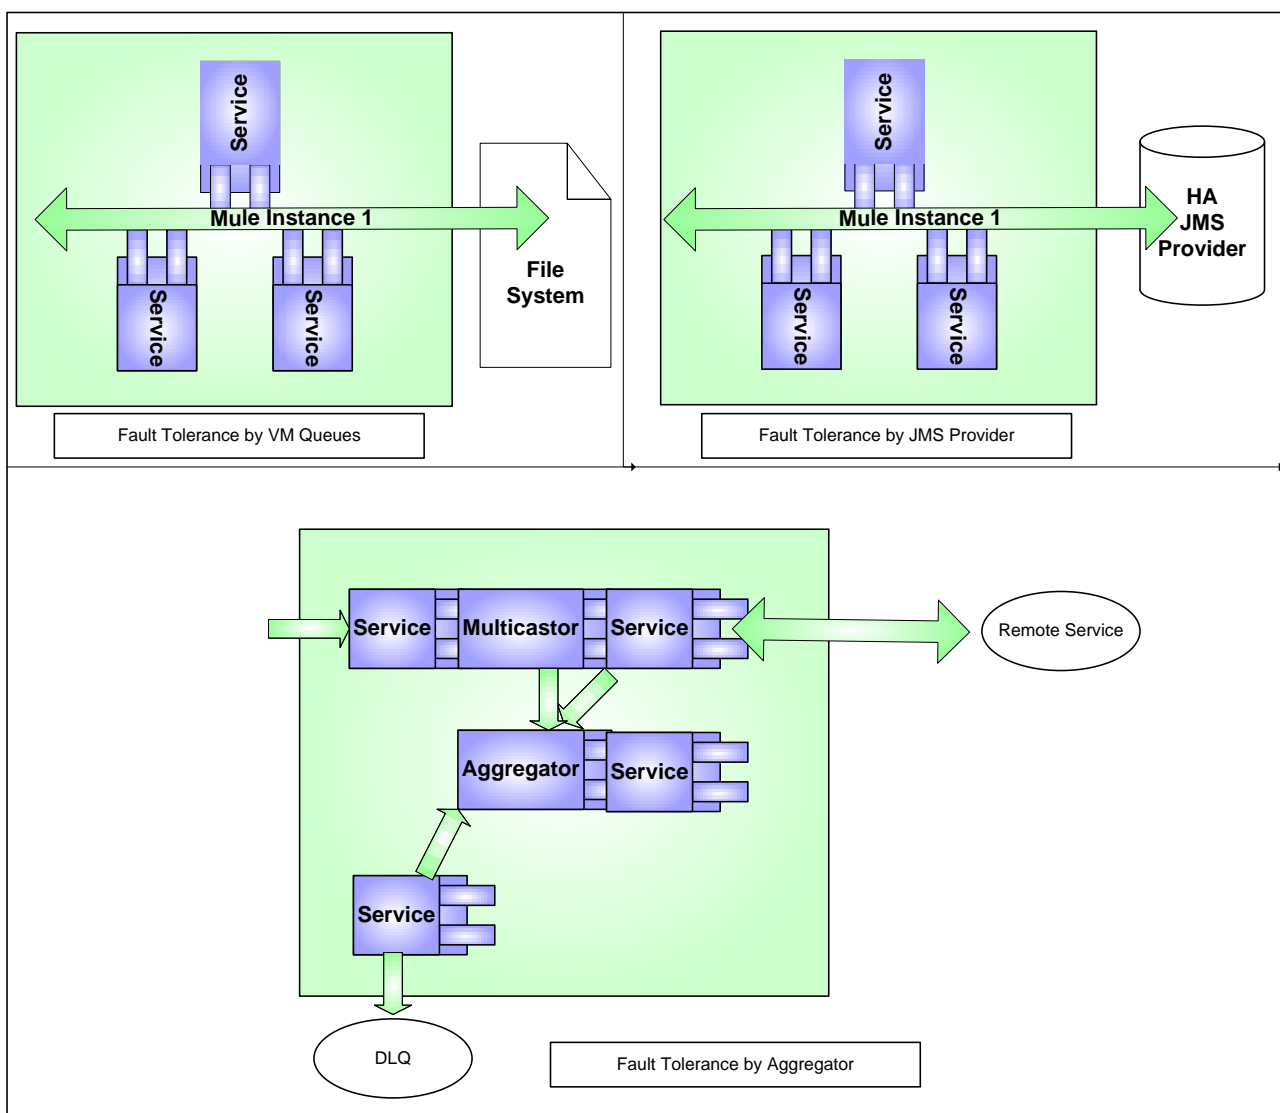 Service
Mule Instance 1
Service
Service
File
System
Fault Tolerance by VM Queues
Service
Mule Instance 1
Service
Service
HA
JMS
Provider
Fault Tolerance by JMS Provider
Service
Multicastor
Service
Remote Service
Aggregator
Service
Service
DLQ
Fault Tolerance by Aggregator